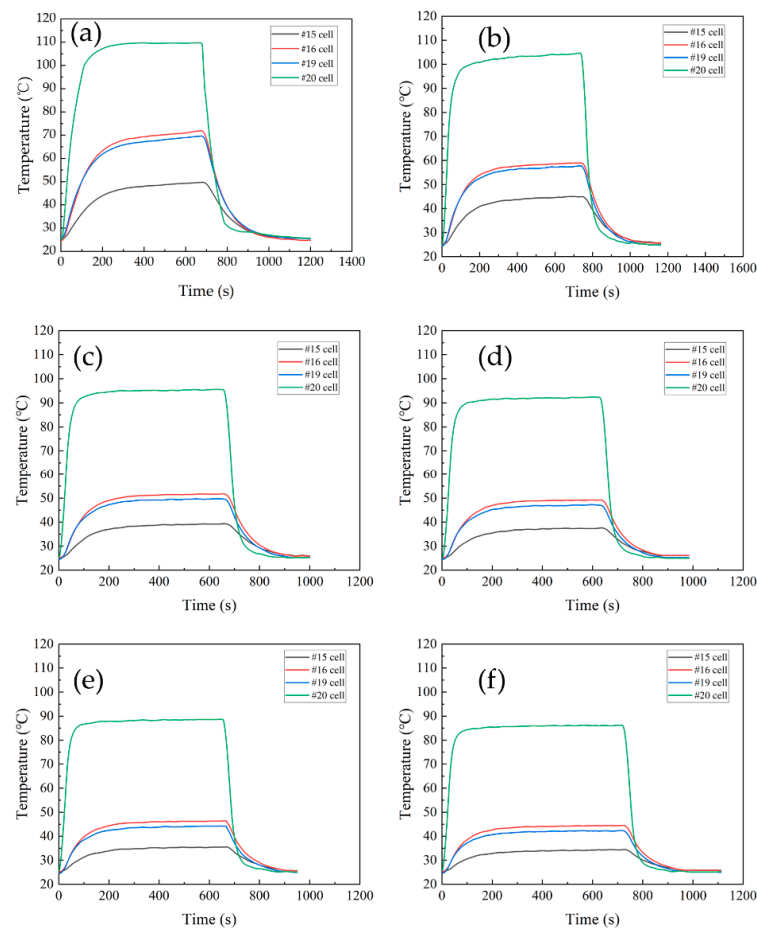 (a)
#15 cell
#16 cell
#19 cell
#20 cell
Temperature (℃)
120
110
100
90
80
70
60
50
40
30
20
0 200 400 600 800 1000 1200 1400
Time (s)
(b)
#15 cell
#16 cell
#19 cell
#20 cell
Temperature (℃)
120
110
100
90
80
70
60
50
40
30
20
0 200 400 600 800 1000 1200 1400 1600
Time (s)
(c)
#15 cell
#16 cell
#19 cell
#20 cell
Temperature (℃)
120
110
100
90
80
70
60
50
40
30
20
0 200 400 600 800 1000 1200
Time (s)
(d)
#15 cell
#16 cell
#19 cell
#20 cell
Temperature (℃)
120
110
100
90
80
70
60
50
40
30
20
0 200 400 600 800 1000 1200
Time (s)
(e)
#15 cell
#16 cell
#19 cell
#20 cell
Temperature (℃)
120
110
100
90
80
70
60
50
40
30
20
0 200 400 600 800 1000 1200
Time (s)
(f)
#15 cell
#16 cell
#19 cell
#20 cell
Temperature (℃)
120
110
100
90
80
70
60
50
40
30
20
0 200 400 600 800 1000 1200
Time (s)